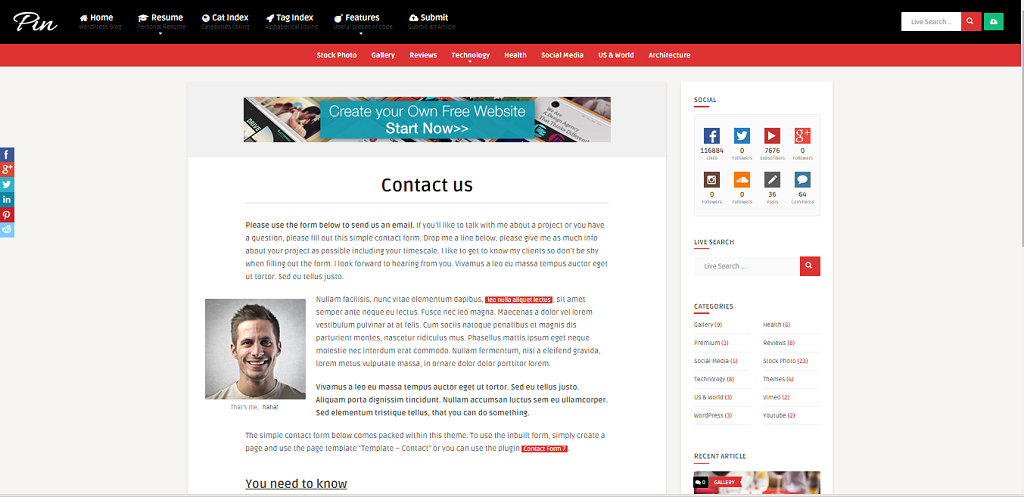 Pin
Home
WordPress Blog
Resume
Personal Resume
Cat Index
Categories listing
Tag Index
Alphabetical listing
Features
Useful pieces of code
Submit
Submit an Article
Live Search ..
Stock Photo
Gallery
Reviews
Technology
Health
Social Media
US & World
Architecture
Create your Own Free Website
Start Now>>
Contact us
Please use the form below to send us an email. If you'll like to talk with me about a project or you have
a question, please fill out this simple contact form. Drop me a line below, please give me as much info
about your project as possible including your timescale. I like to get to know my clients so don't be shy
when filling out the form. I look forward to hearing from you. Vivamus a leo eu massa tempus auctor eget
ut tortor. Sed eu tellus justo.
Nullam facilisis, nunc vitae elementum dapibus, leo nulla aliquet lectus, sit amet
semper ante neque eu lectus. Fusce nec leo magna. Maecenas a dolor vel lorem
vestibulum pulvinar at at felis. Cum sociis natoque penatibus et magnis dis
parturient montes, nascetur ridiculus mus. Phasellus mattis ipsum eget neque
molestie nec interdum erat commodo. Nullam fermentum, nisi a eleifend gravida,
lorem metus vulputate massa, in ornare dolor dolor porttitor lorem.
That's me, haha!
Vivamus a leo eu massa tempus auctor eget ut tortor. Sed eu tellus justo.
Aliquam porta dignissim tincidunt. Nullam accumsan luctus sem eu ullamcorper.
Sed elementum tristique tellus, that you can do something.
The simple contact form below comes packed within this theme. To use the inbuilt form, simply create a
page and use the page template "Template – Contact" or you can use the plugin Contact Form 7.
You need to know
SOCIAL
116884
Likes
0
Followers
7676
Subscribers
0
Followers
0
Followers
0
Followers
36
Posts
64
Comments
LIVE SEARCH
Live Search ...
CATEGORIES
Gallery (9)
Health (6)
Premium (3)
Reviews (8)
Social Media (5)
Stock Photo (23)
Technology (8)
Themes (4)
US & World (3)
Vimeo (2)
WordPress (3)
Youtube (2)
RECENT ARTICLE
0
GALLERY